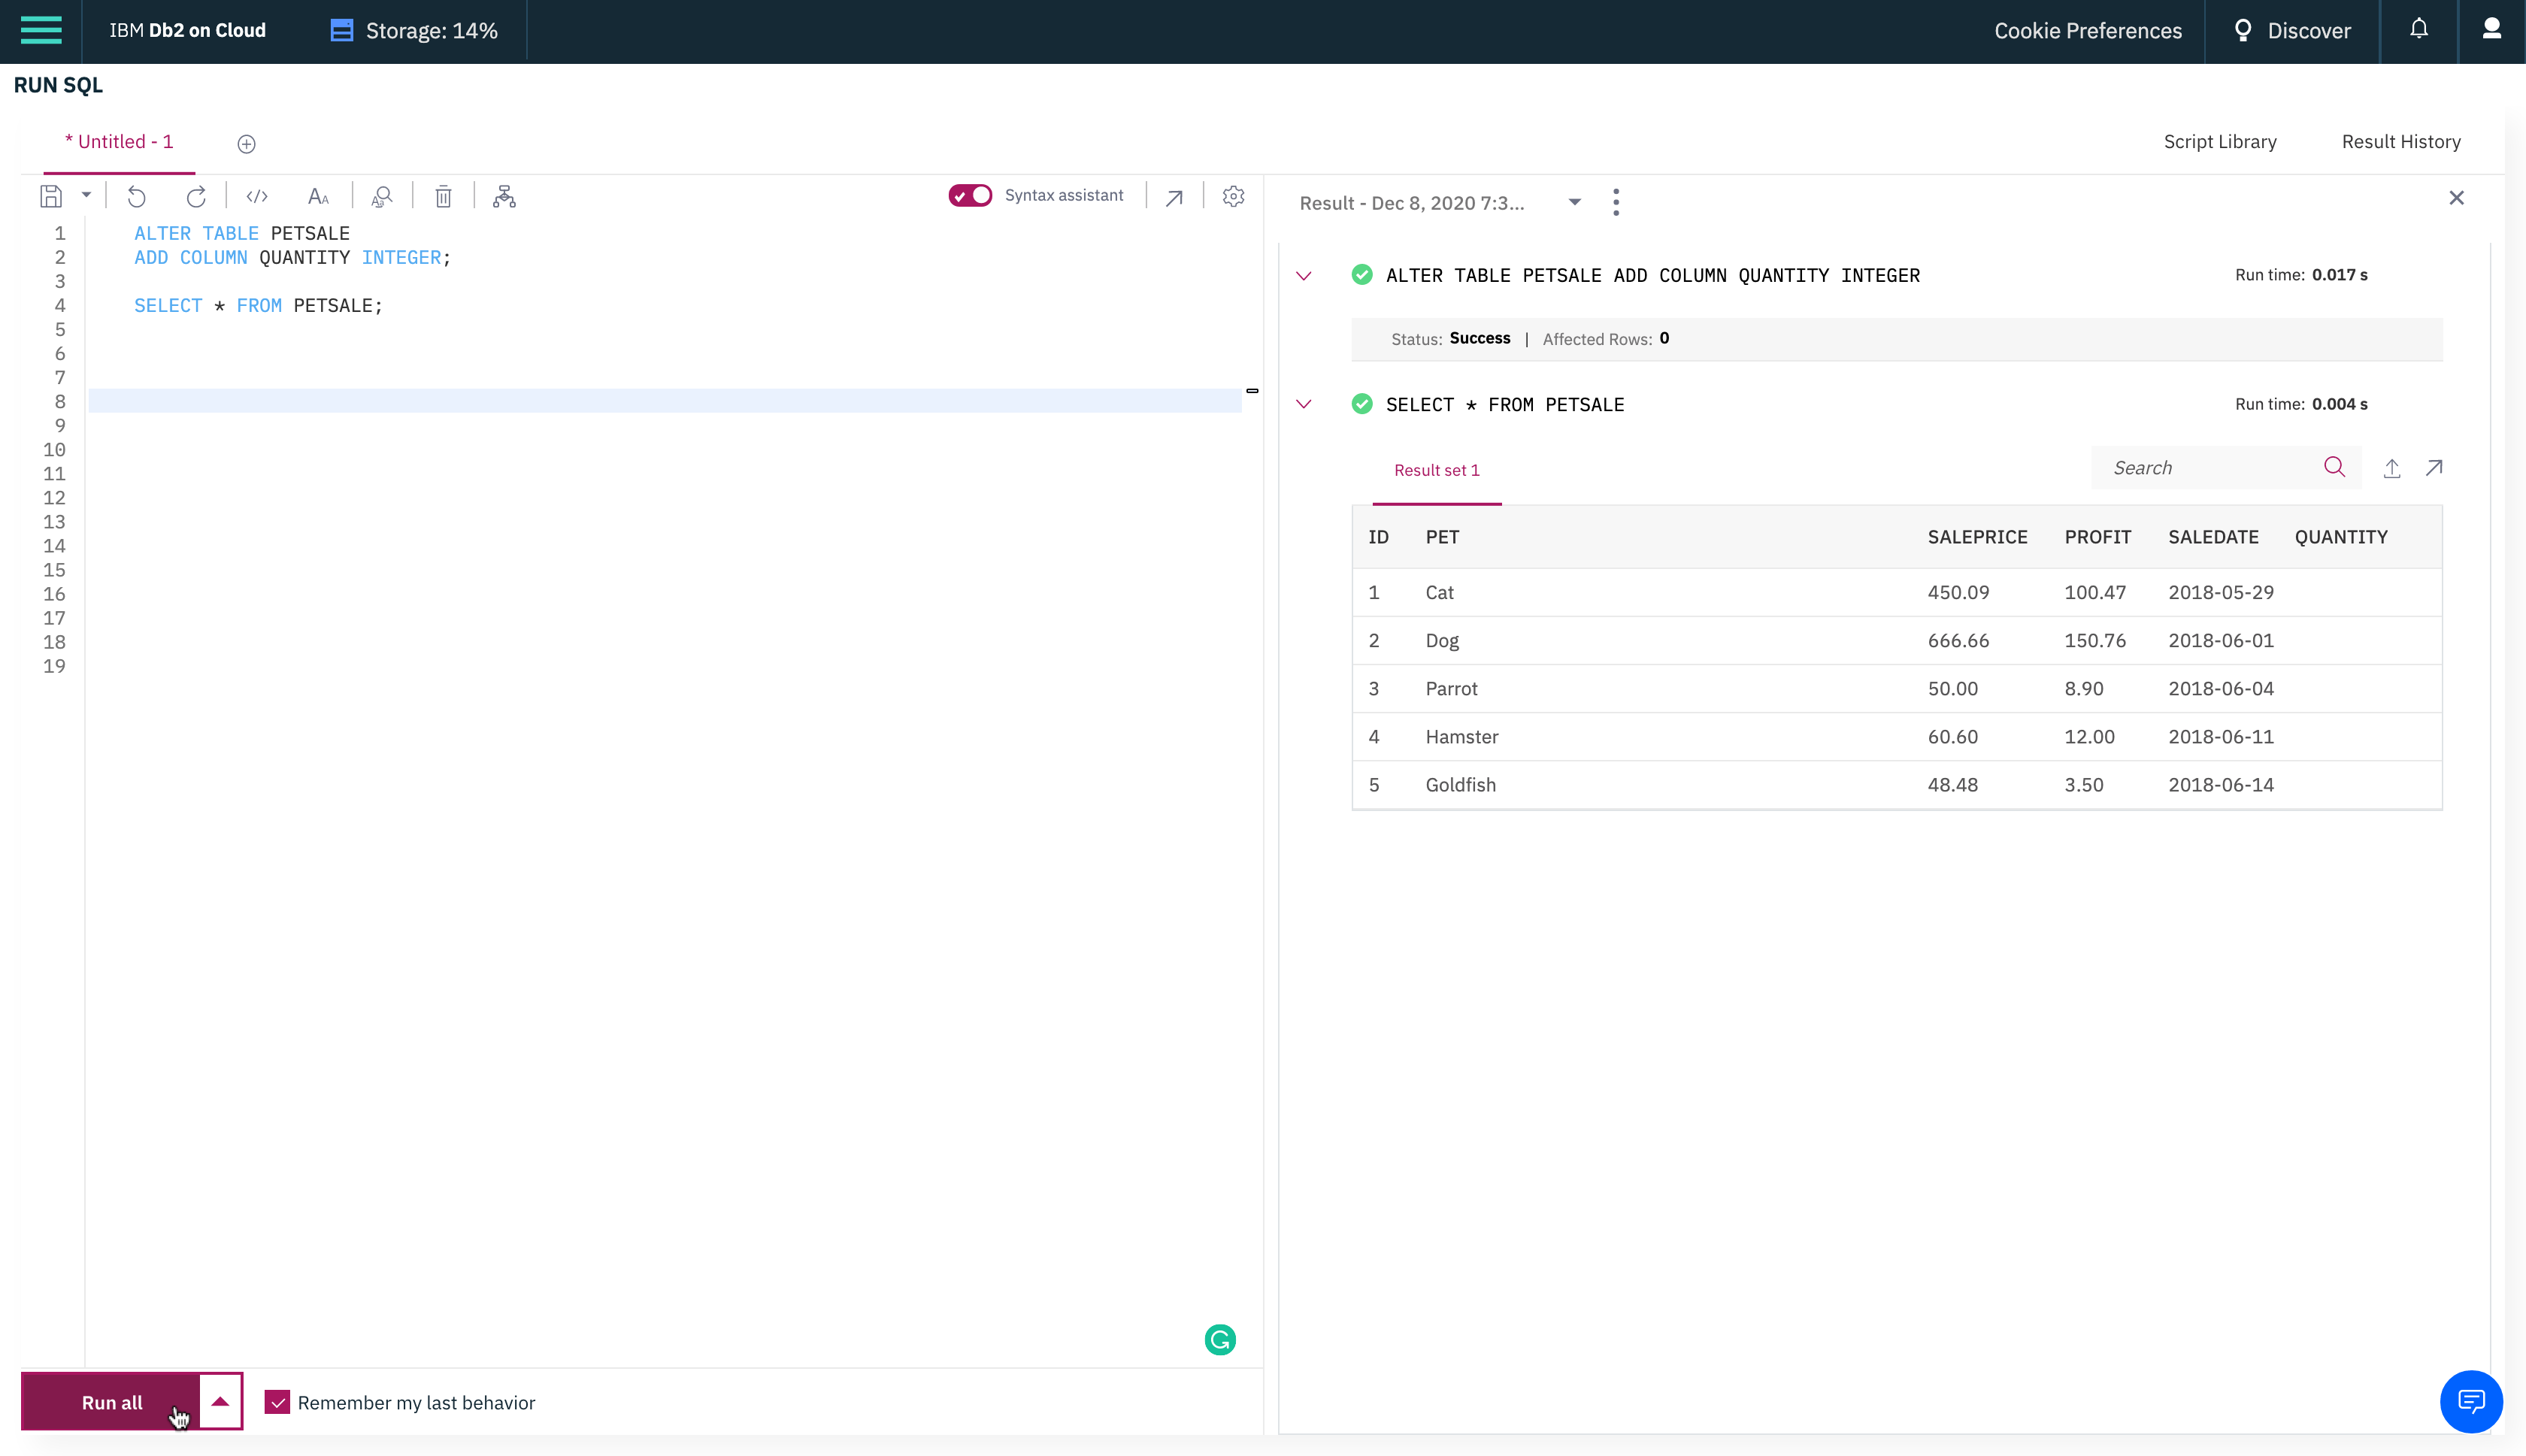 IBM Db2 on Cloud Storage: 14% Cookie Preferences Discover
RUN SQL
* Untitled - 1 Script Library Result History
Syntax assistant
Result - Dec 8, 2020 7:3...
1 ALTER TABLE PETSALE
2 ADD COLUMN QUANTITY INTEGER;
3
4 SELECT * FROM PETSALE;
5
6
7
8
9
10
11
12
13
14
15
16
17
18
19
Run all Remember my last behavior
ALTER TABLE PETSALE ADD COLUMN QUANTITY INTEGER Run time: 0.017 s
Status: Success | Affected Rows: 0
SELECT * FROM PETSALE Run time: 0.004 s
Result set 1 Search
ID PET SALEPRICE PROFIT SALEDATE QUANTITY
1 Cat 450.09 100.47 2018-05-29
2 Dog 666.66 150.76 2018-06-01
3 Parrot 50.00 8.90 2018-06-04
4 Hamster 60.60 12.00 2018-06-11
5 Goldfish 48.48 3.50 2018-06-14